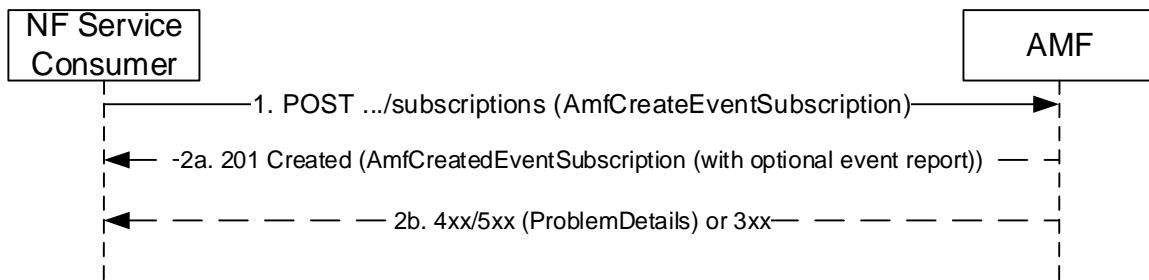 NF Service
Consumer
AMF
1. POST .../subscriptions (AmfCreateEventSubscription)
2a. 201 Created (AmfCreatedEventSubscription (with optional event report))
2b. 4xx/5xx (ProblemDetails) or 3xx